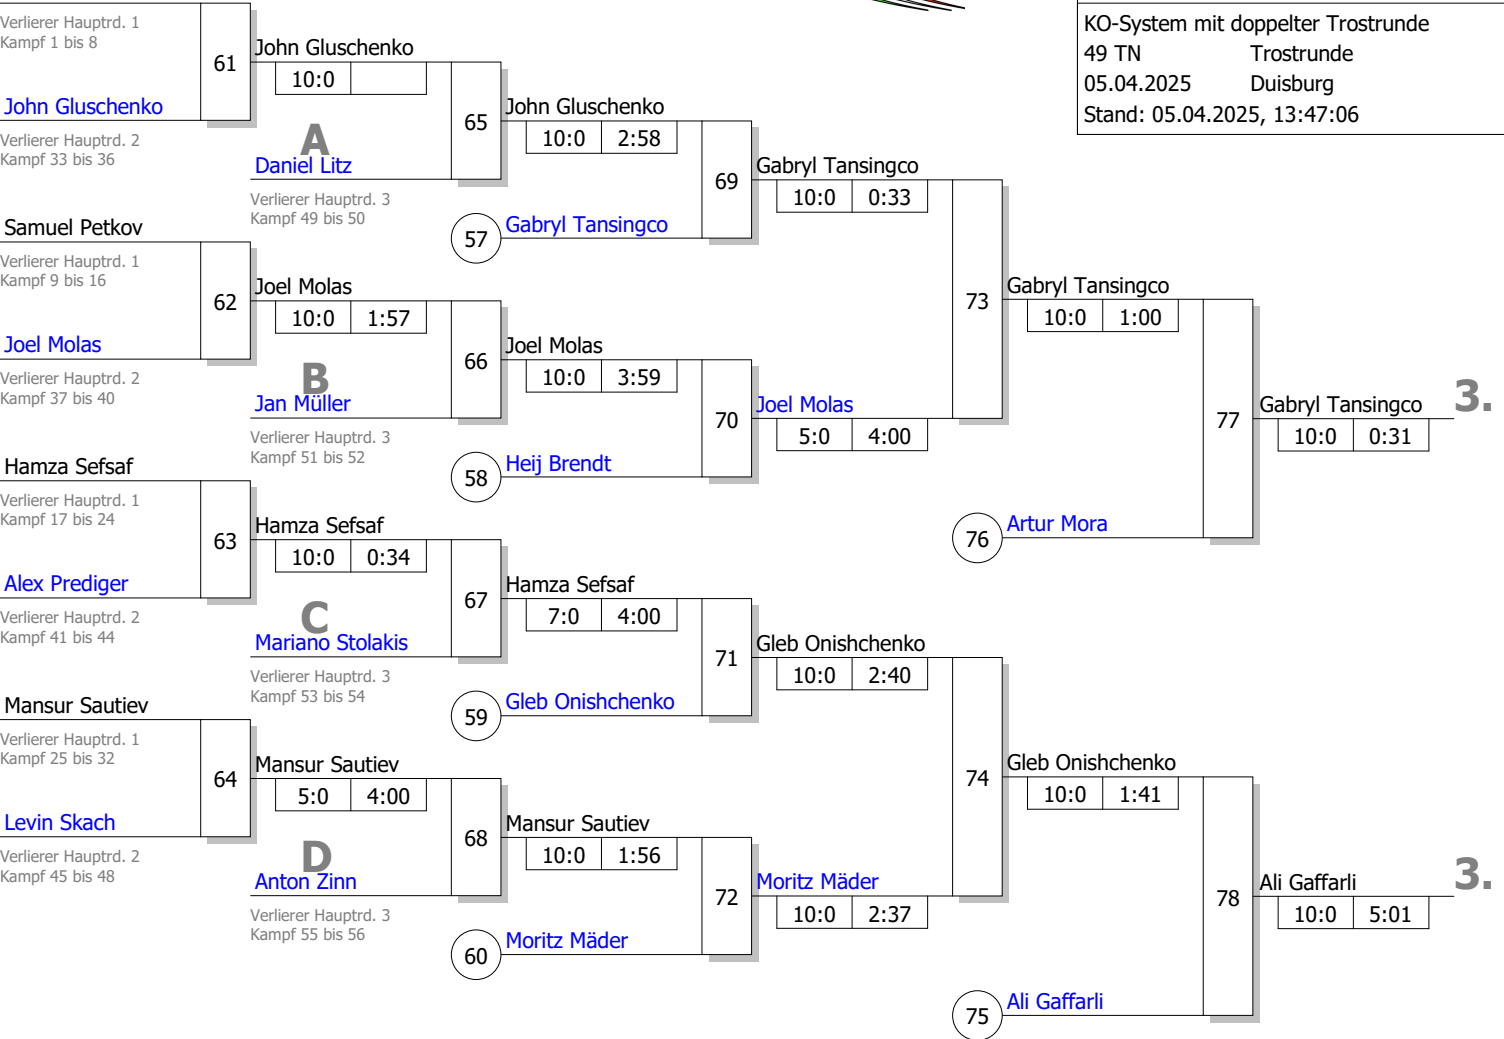 KO-System mit doppelter Trostrunde
49 TN Trostrunde
05.04.2025 Duisburg
Stand: 05.04.2025, 13:47:06
Verlierer Hauptrd. 1
Kampf 1 bis 8
61
John Gluschenko
10:0
John Gluschenko
Verlierer Hauptrd. 2
Kampf 33 bis 36
A
Daniel Litz
Verlierer Hauptrd. 3
Kampf 49 bis 50
65
John Gluschenko
10:0 2:58
57
Gabryl Tansingco
69
Gabryl Tansingco
10:0 0:33
Samuel Petkov
Verlierer Hauptrd. 1
Kampf 9 bis 16
62
Joel Molas
10:0 1:57
Joel Molas
Verlierer Hauptrd. 2
Kampf 37 bis 40
B
Jan Müller
Verlierer Hauptrd. 3
Kampf 51 bis 52
66
Joel Molas
10:0 3:59
58
Heij Brendt
70
Joel Molas
5:0 4:00
73
Gabryl Tansingco
10:0 1:00
76
Artur Mora
77
Gabryl Tansingco
10:0 0:31
3.
Hamza Sefsaf
Verlierer Hauptrd. 1
Kampf 17 bis 24
63
Hamza Sefsaf
10:0 0:34
Alex Prediger
Verlierer Hauptrd. 2
Kampf 41 bis 44
C
Mariano Stolakis
Verlierer Hauptrd. 3
Kampf 53 bis 54
67
Hamza Sefsaf
7:0 4:00
59
Gleb Onishchenko
71
Gleb Onishchenko
10:0 2:40
Mansur Sautiev
Verlierer Hauptrd. 1
Kampf 25 bis 32
64
Mansur Sautiev
5:0 4:00
Levin Skach
Verlierer Hauptrd. 2
Kampf 45 bis 48
D
Anton Zinn
Verlierer Hauptrd. 3
Kampf 55 bis 56
68
Mansur Sautiev
10:0 1:56
60
Moritz Mäder
72
Moritz Mäder
10:0 2:37
74
Gleb Onishchenko
10:0 1:41
75
Ali Gaffarli
78
Ali Gaffarli
10:0 5:01
3.